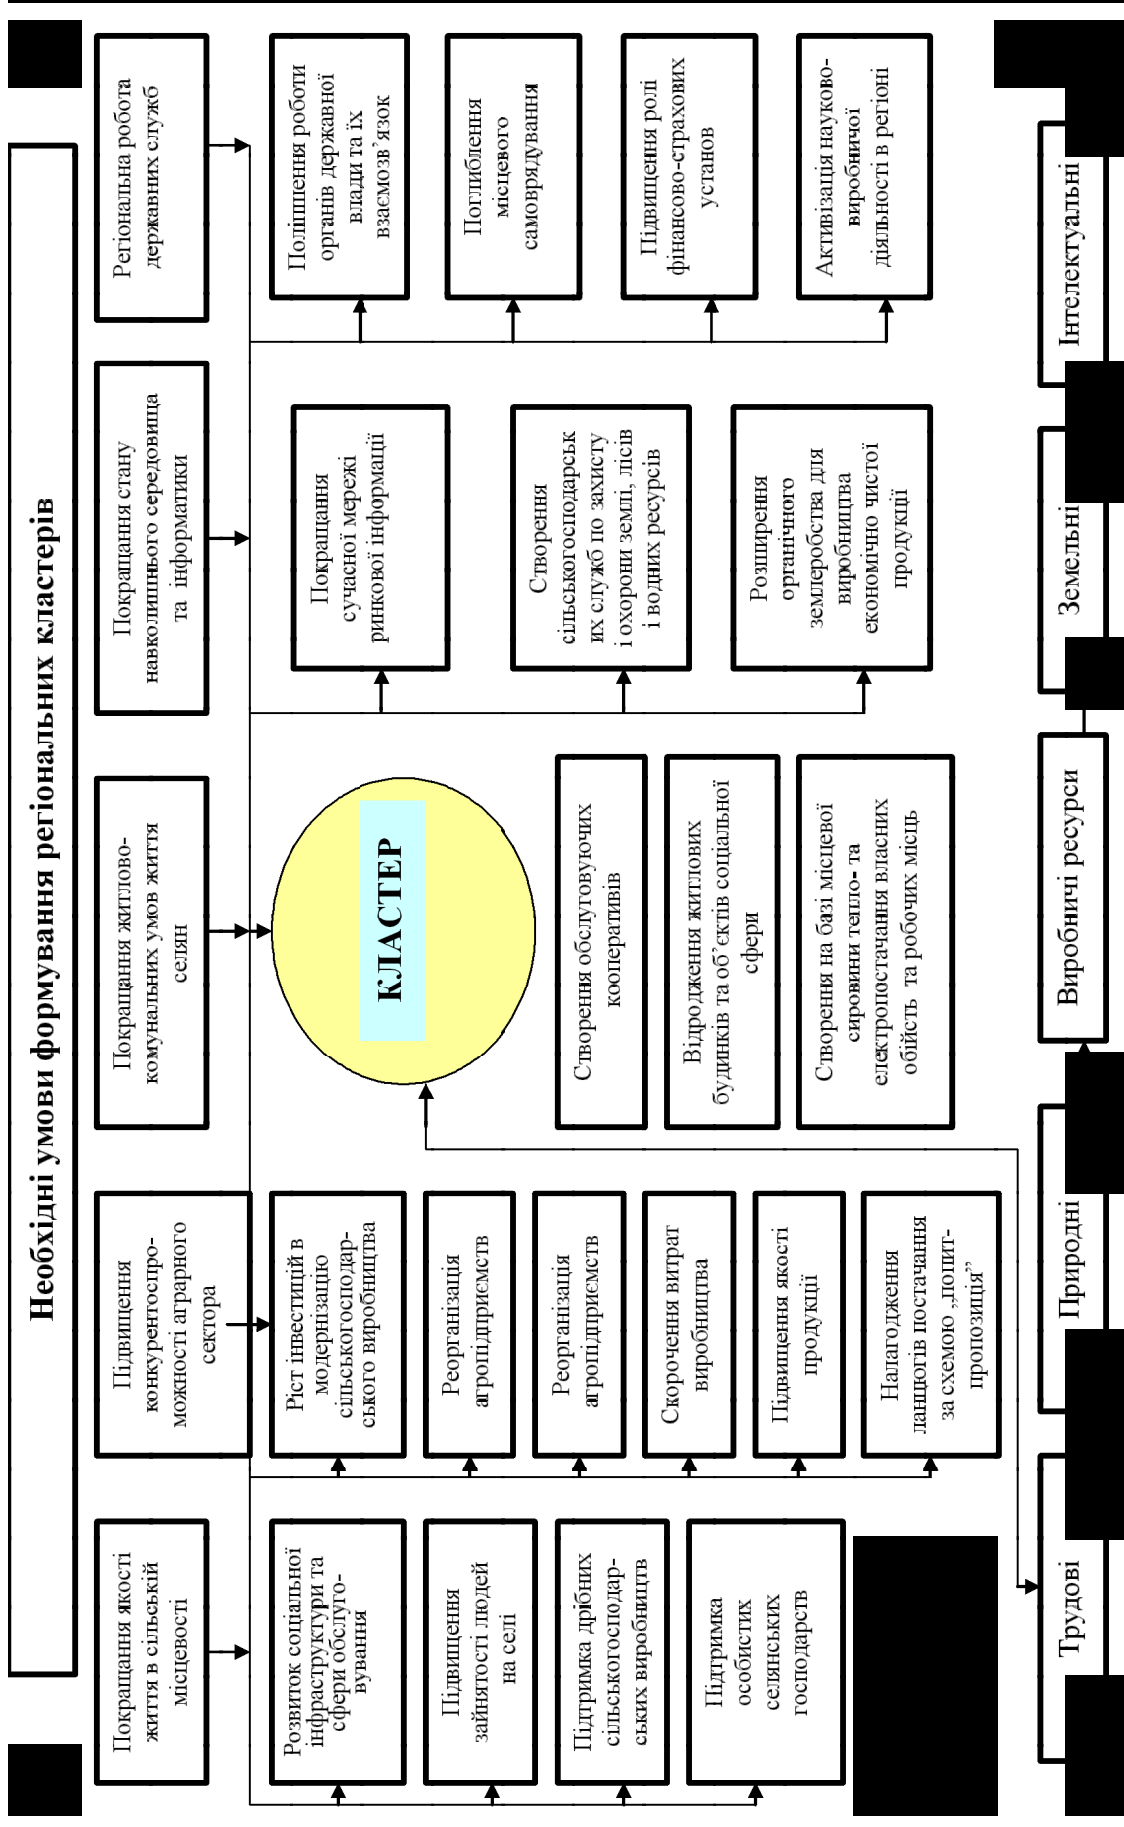 Необхідні умови формування регіональних кластерів
Покращання якості
життя в сільській
місцевості
Підвищення
конкурентоспро-
можності аграрного
сектора
Покращання житлово-
комунальних умов життя
селян
Покращання стану
навколишнього середовища
та інформатики
Регіональна робота
державних служб
Розвиток соціальної
інфраструктури та
сфери обслуго-
вування
Підвищення
зайнятості людей
на селі
Підтримка дрібних
сільськогосподар-
ських виробництв
Підтримка
особистих
селянських
господарств
Ріст інвестицій в
модернізацію
сільського­господар-
ського виробництва
Реорганізація
агропідприємств
Реорганізація
агропідприємств
Скорочення витрат
виробництва
Підвищення якості
продукції
Налагодження
ланцюгів постачання
за схемою „попит-
пропозиція”
КЛАСТЕР
Створення обслуговуючих
кооперативів
Відродження житлових
будинків та об’єктів соціальної
сфери
Створення на базі місцевої
сировини тепло- та
електропостачання власних
обійсть та робочих місць
Покращання
сучасної мережі
ринкової інформації
Створення
сільськогосподарськ
их служб по захисту
і охорони землі, лісів
і водних ресурсів
Розширення
органічного
землеробства для
виробництва
економічно чистої
продукції
Поліпшення роботи
органів державної
влади та їх
взаємозв’язок
Поглиблення
місцевого
самоврядування
Підвищення ролі
фінансово-страхових
установ
Активізація науково-
виробничої
діяльності в регіоні
Трудові
Природні
Виробничі ресурси
Земельні
Інтелектуальні